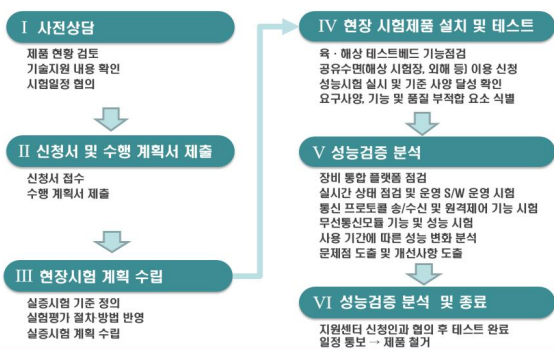 I 사전상담
제품 현황 검토
기술지원 내용 확인
시험일정 협의
II 신청서 및 수행 계획서 제출
신청서 접수
수행 계획서 제출
III 현장시험 계획 수립
실증시험 기준 정의
실험평가 절차·방법 반영
실증시험 계획 수립
IV 현장 시험제품 설치 및 테스트
육·해상 테스트베드 기능점검
공유수면(해상 시험장, 외해 등) 이용 신청
성능시험 실시 및 기준 사양 달성 확인
요구사양, 기능 및 품질 부적합 요소 식별
V 성능검증 분석
장비 통합 플랫폼 점검
실시간 상태 점검 및 운영 S/W 운영 시험
통신 프로토콜 송/수신 및 원격제어 기능 시험
무선통신모듈 기능 및 성능 시험
사용 기간에 따른 성능 변화 분석
문제점 도출 및 개선사항 도출
VI 성능검증 분석 및 종료
지원센터 신청인과 협의 후 테스트 완료
일정 통보 → 제품 철거